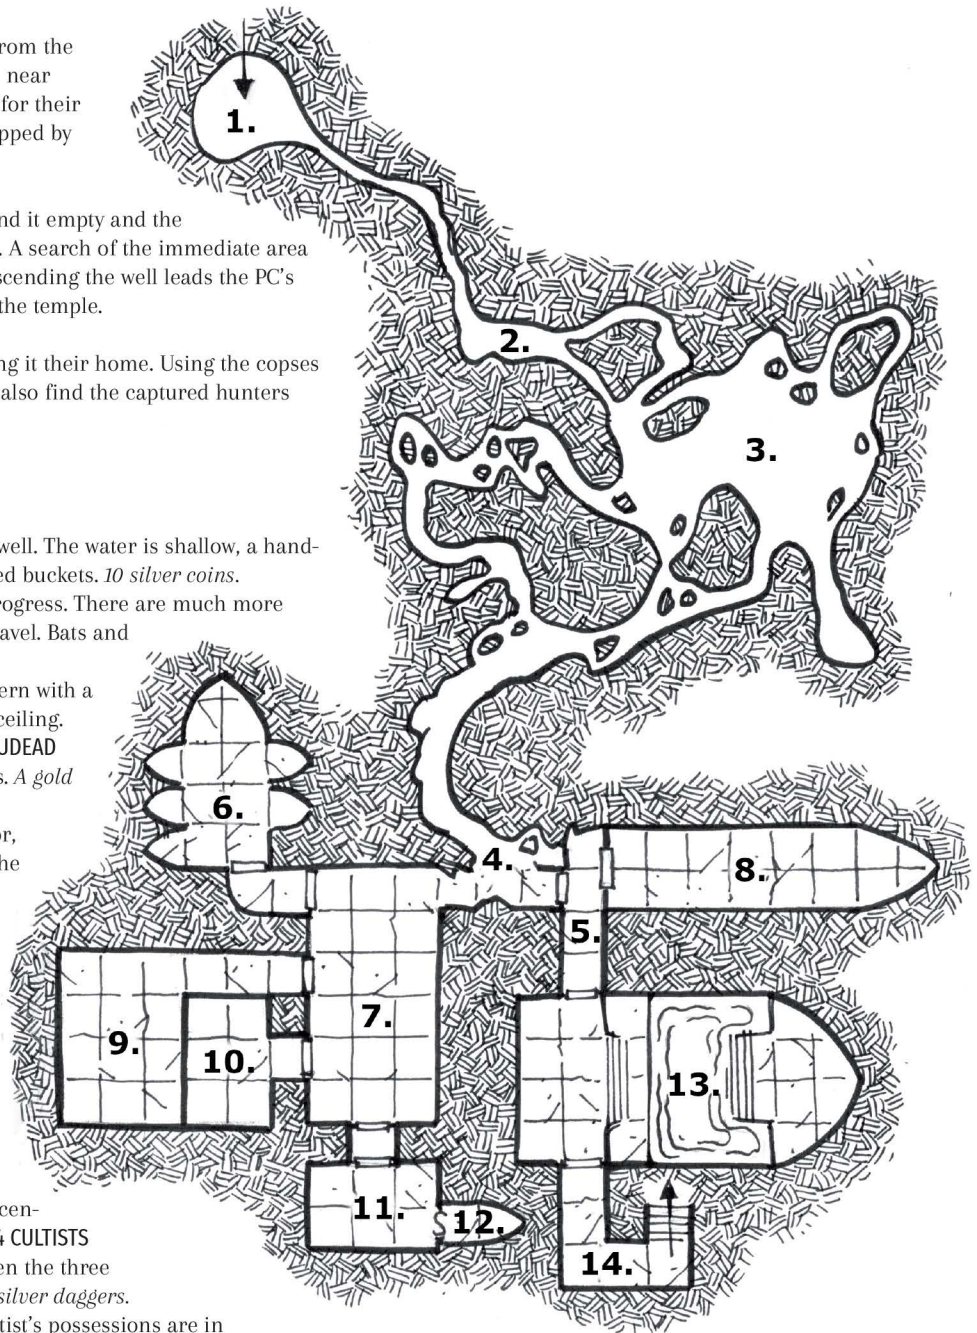 rom the
near
for their
pped by
nd it empty and the
. A search of the immediate area
scending the well leads the PC’s
the temple.
ng it their home. Using the copses
also find the captured hunters
well. The water is shallow, a hand-
ed buckets. 10 silver coins.
rogress. There are much more
avel. Bats and
ern with a
ceiling.
UDEAD
s. A gold
or,
he
cen-
4 CULTISTS
en the three
silver daggers.
tist’s possessions are in
1.
2.
3.
4.
5.
6.
7.
8.
9.
10.
11.
12.
13.
14.